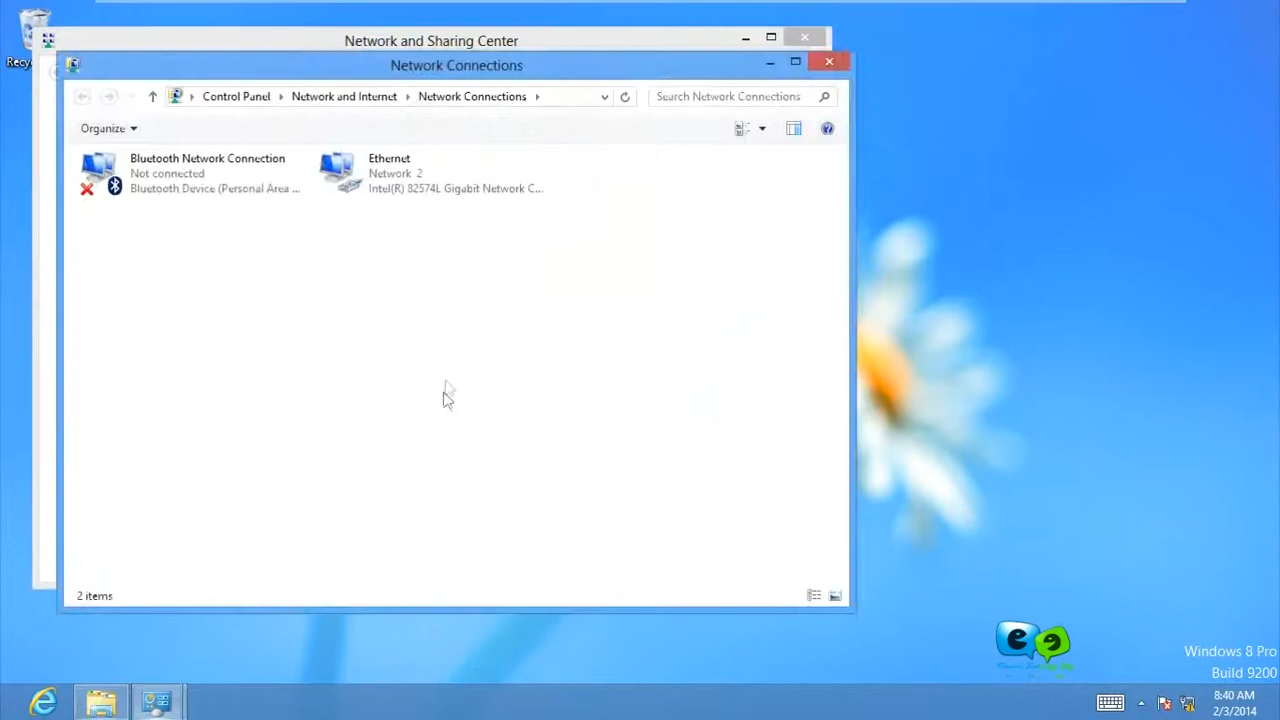 Recy
Network and Sharing Center
Network Connections
Control Panel
Network and Internet
Network Connections
Search Network Connections
Organize
Bluetooth Network Connection
Not connected
Bluetooth Device (Personal Area ...
Ethernet
Network 2
Intel(R) 82574L Gigabit Network C...
2 items
Windows 8 Pro
Build 9200
8:40 AM
2/3/2014